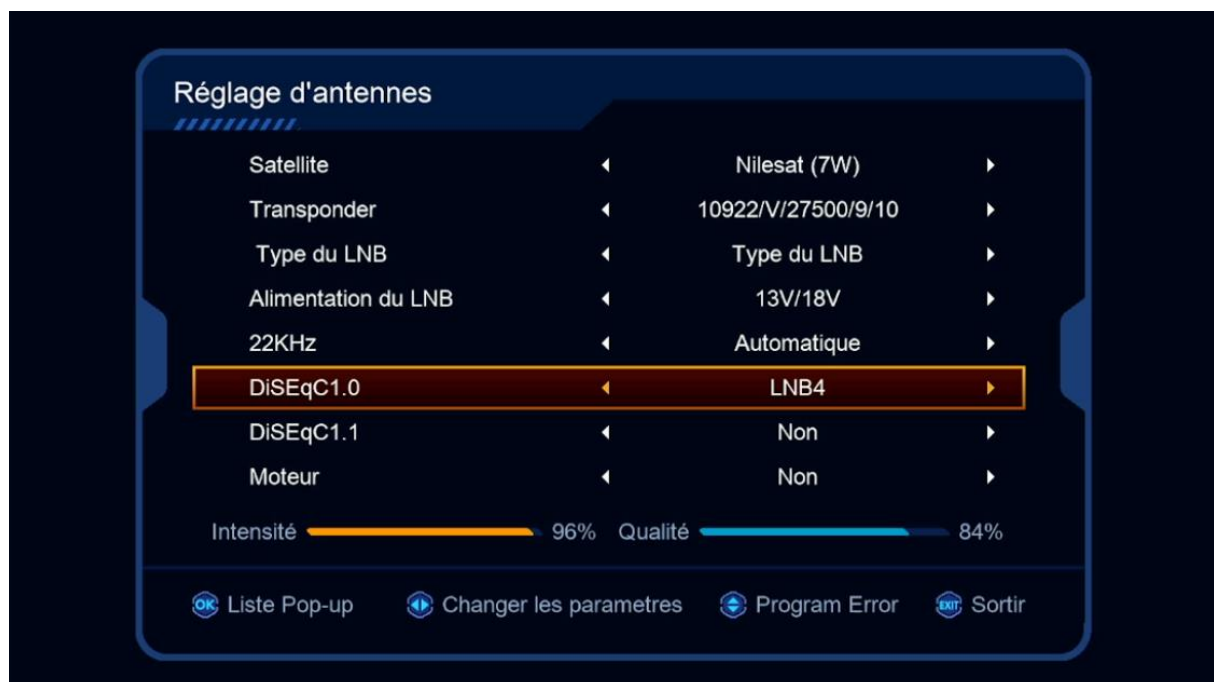 Réglage d'antennes
Satellite Nilesat (7W)
Transponder 10922/V/27500/9/10
Type du LNB Type du LNB
Alimentation du LNB 13V/18V
22KHz Automatique
DiSEqC1.0 LNB4
DiSEqC1.1 Non
Moteur Non
Intensité 96% Qualité 84%
OK Liste Pop-up Changer les parametres Program Error EXIT Sortir